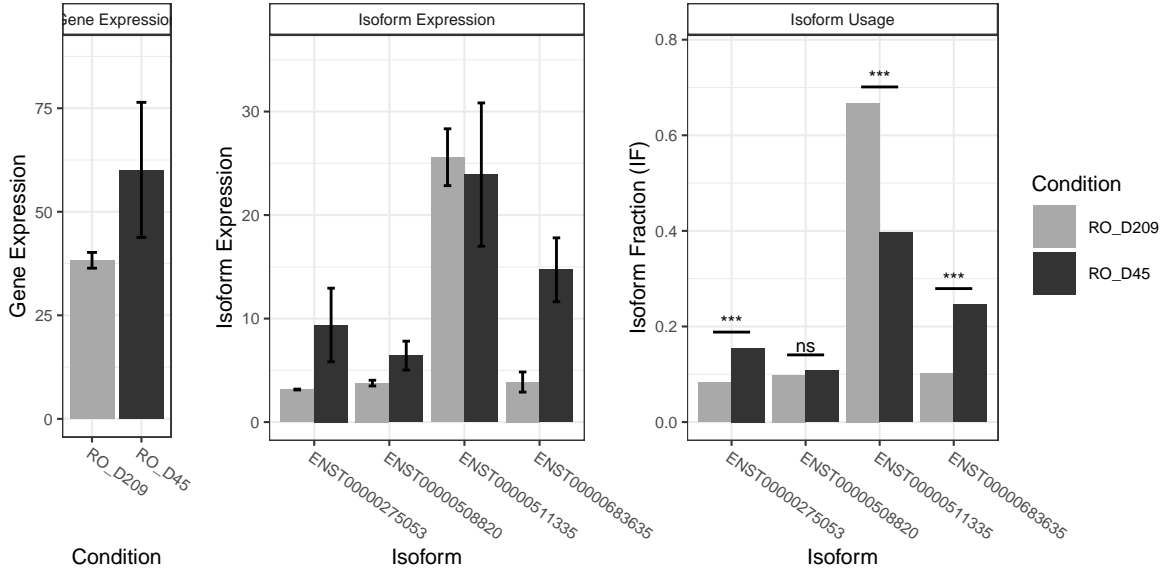 Gene Expression
Gene Expression
75
50
25
0
RO_D209
RO_D45
Condition
Isoform Expression
Isoform Expression
30
20
10
0
ENST00000275053
ENST00000508820
ENST00000511335
ENST00000683635
Isoform
Isoform Usage
Isoform Fraction (IF)
0.8
0.6
0.4
0.2
0.0
***
ns
***
***
ENST00000275053
ENST00000508820
ENST00000511335
ENST00000683635
Isoform
Condition
RO_D209
RO_D45